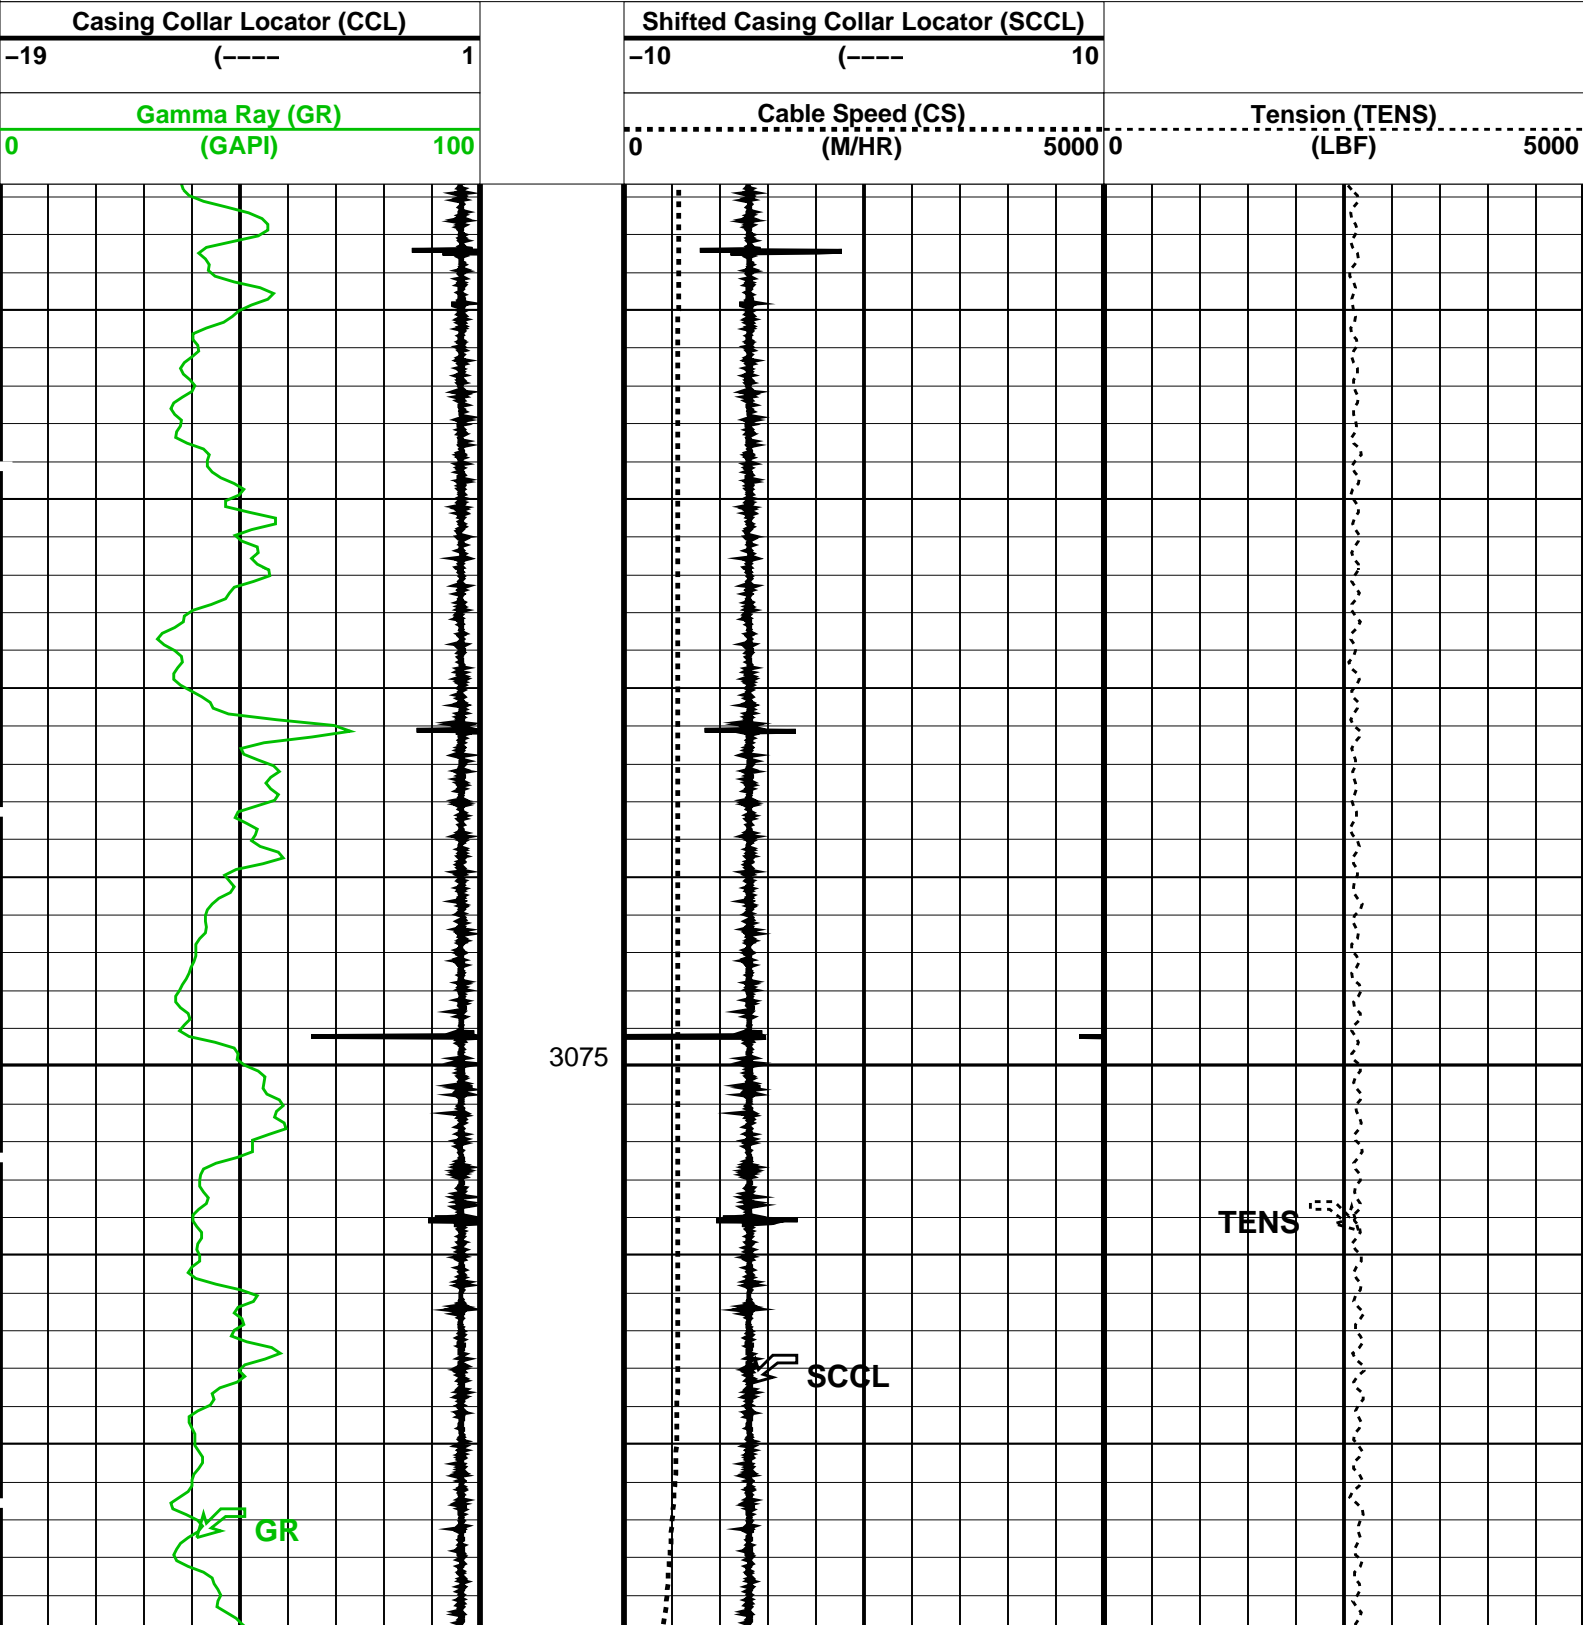 Casing Collar Locator (CCL)
−19 (−−−− 1
Gamma Ray (GR)
0 (GAPI) 100
Shifted Casing Collar Locator (SCCL)
−10 (−−−− 10
Cable Speed (CS)
0 (M/HR) 5000
Tension (TENS)
0 (LBF) 5000
3075
TENS
SCCL
GR